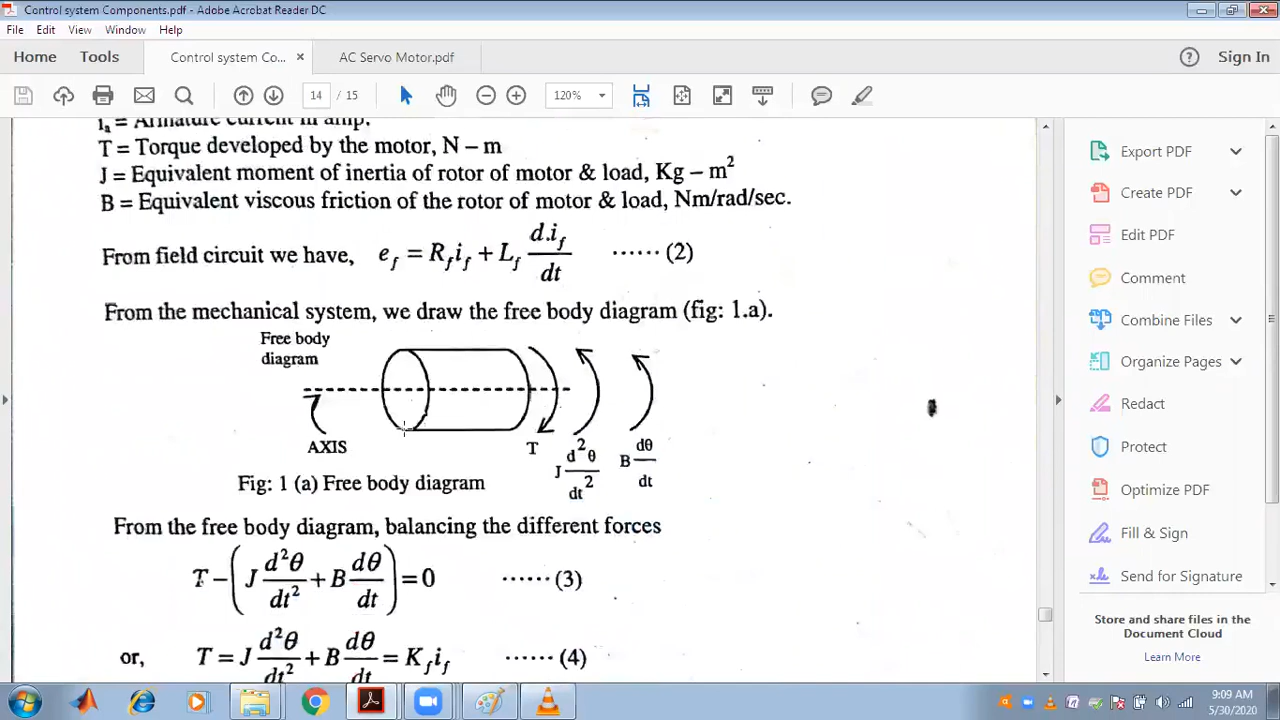 Control system Components.pdf - Adobe Acrobat Reader DC
File Edit View Window Help
Home Tools Control system Co... × AC Servo Motor.pdf Sign In
14 / 15 120%
iₐ = Armature current in amp.
T = Torque developed by the motor, N – m
J = Equivalent moment of inertia of rotor of motor & load, Kg – m²
B = Equivalent viscous friction of the rotor of motor & load, Nm/rad/sec.
From field circuit we have, e_f = R_f i_f + L_f d.i_f/dt ······ (2)
From the mechanical system, we draw the free body diagram (fig: 1.a).
Free body
diagram
AXIS
T
J d²θ/dt²
B dθ/dt
Fig: 1 (a) Free body diagram
From the free body diagram, balancing the different forces
T – ( J d²θ/dt² + B dθ/dt ) = 0 ······ (3)
or, T = J d²θ/dt² + B dθ/dt = K_f i_f ······ (4)
Export PDF
Create PDF
Edit PDF
Comment
Combine Files
Organize Pages
Redact
Protect
Optimize PDF
Fill & Sign
Send for Signature
Store and share files in the
Document Cloud
Learn More
9:09 AM
5/30/2020